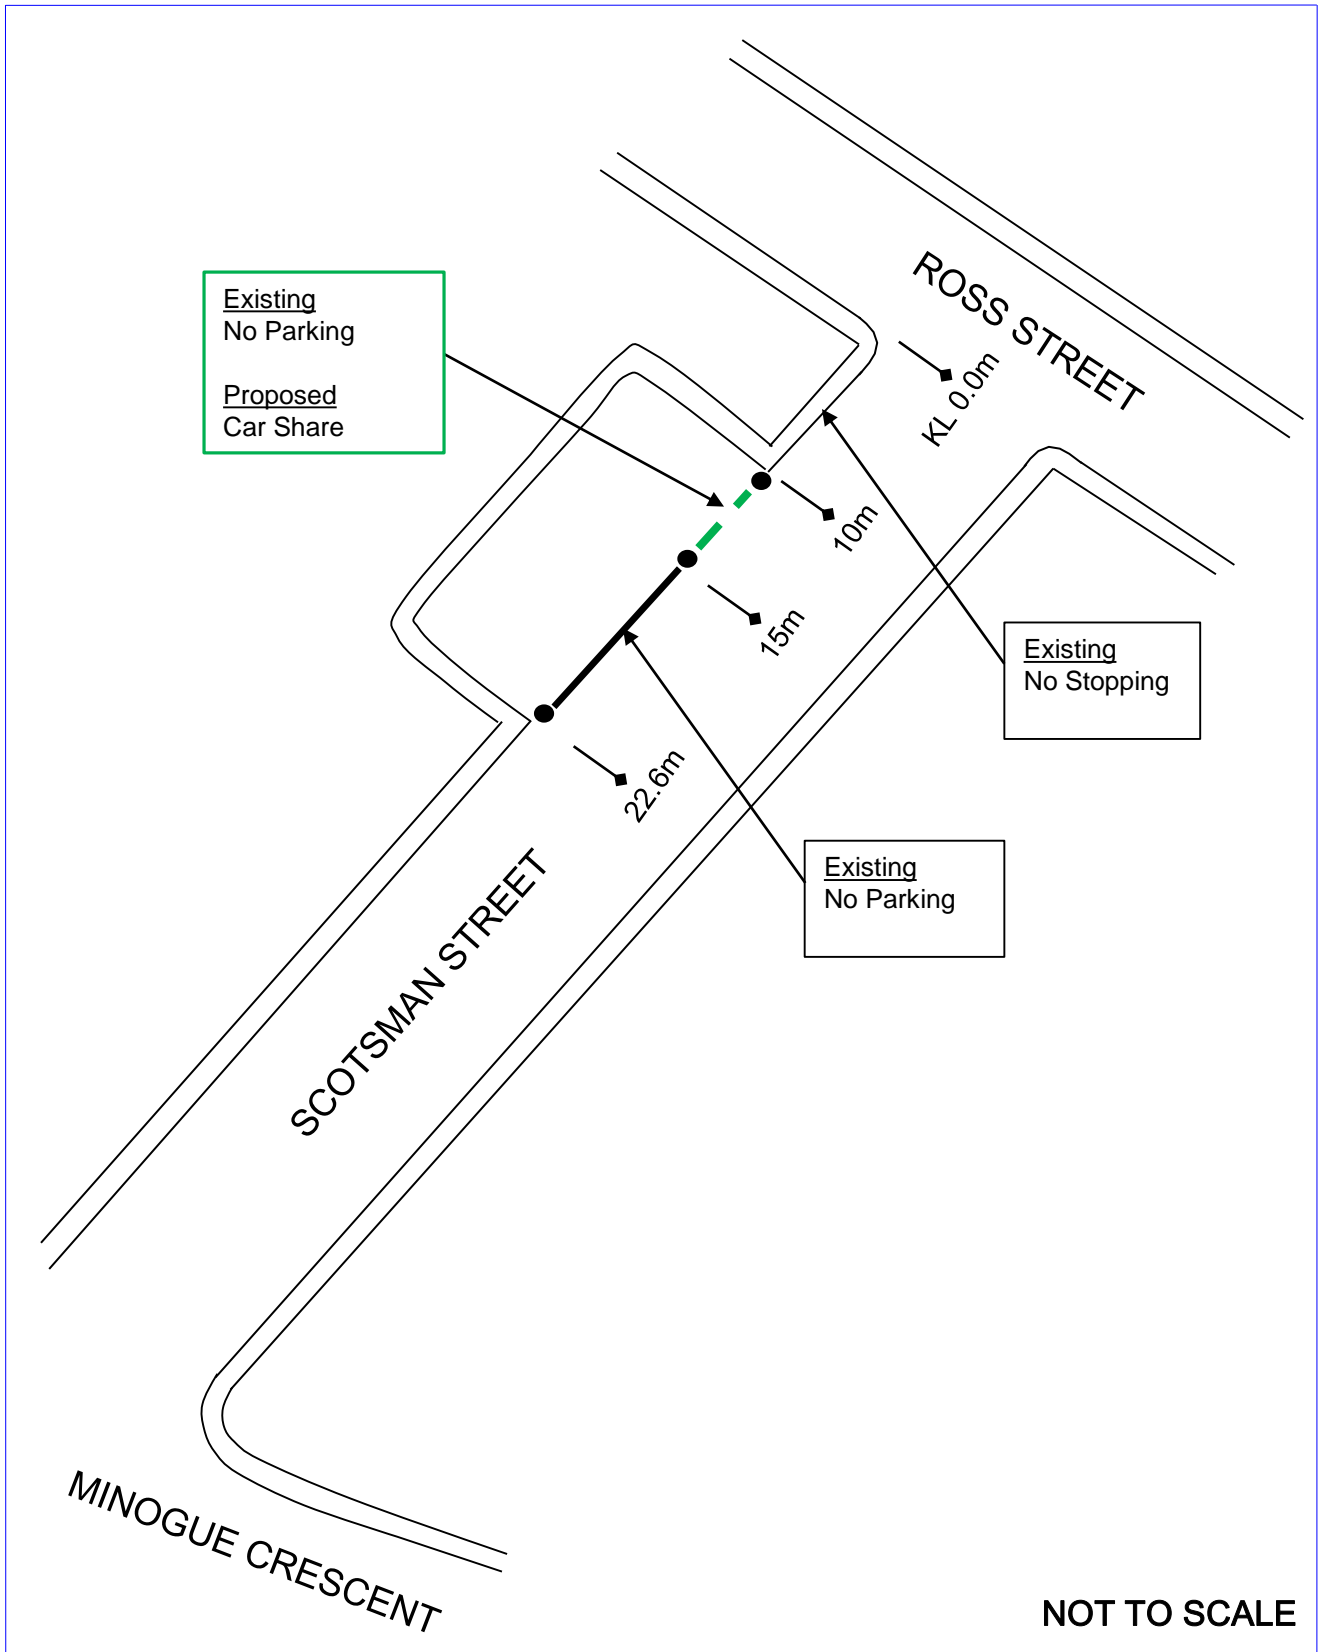 ROSS STREET
Existing
No Parking
Proposed
Car Share
KL 0.0m
10m
15m
Existing
No Stopping
22.6m
Existing
No Parking
SCOTSMAN STREET
MINOGUE CRESCENT
NOT TO SCALE